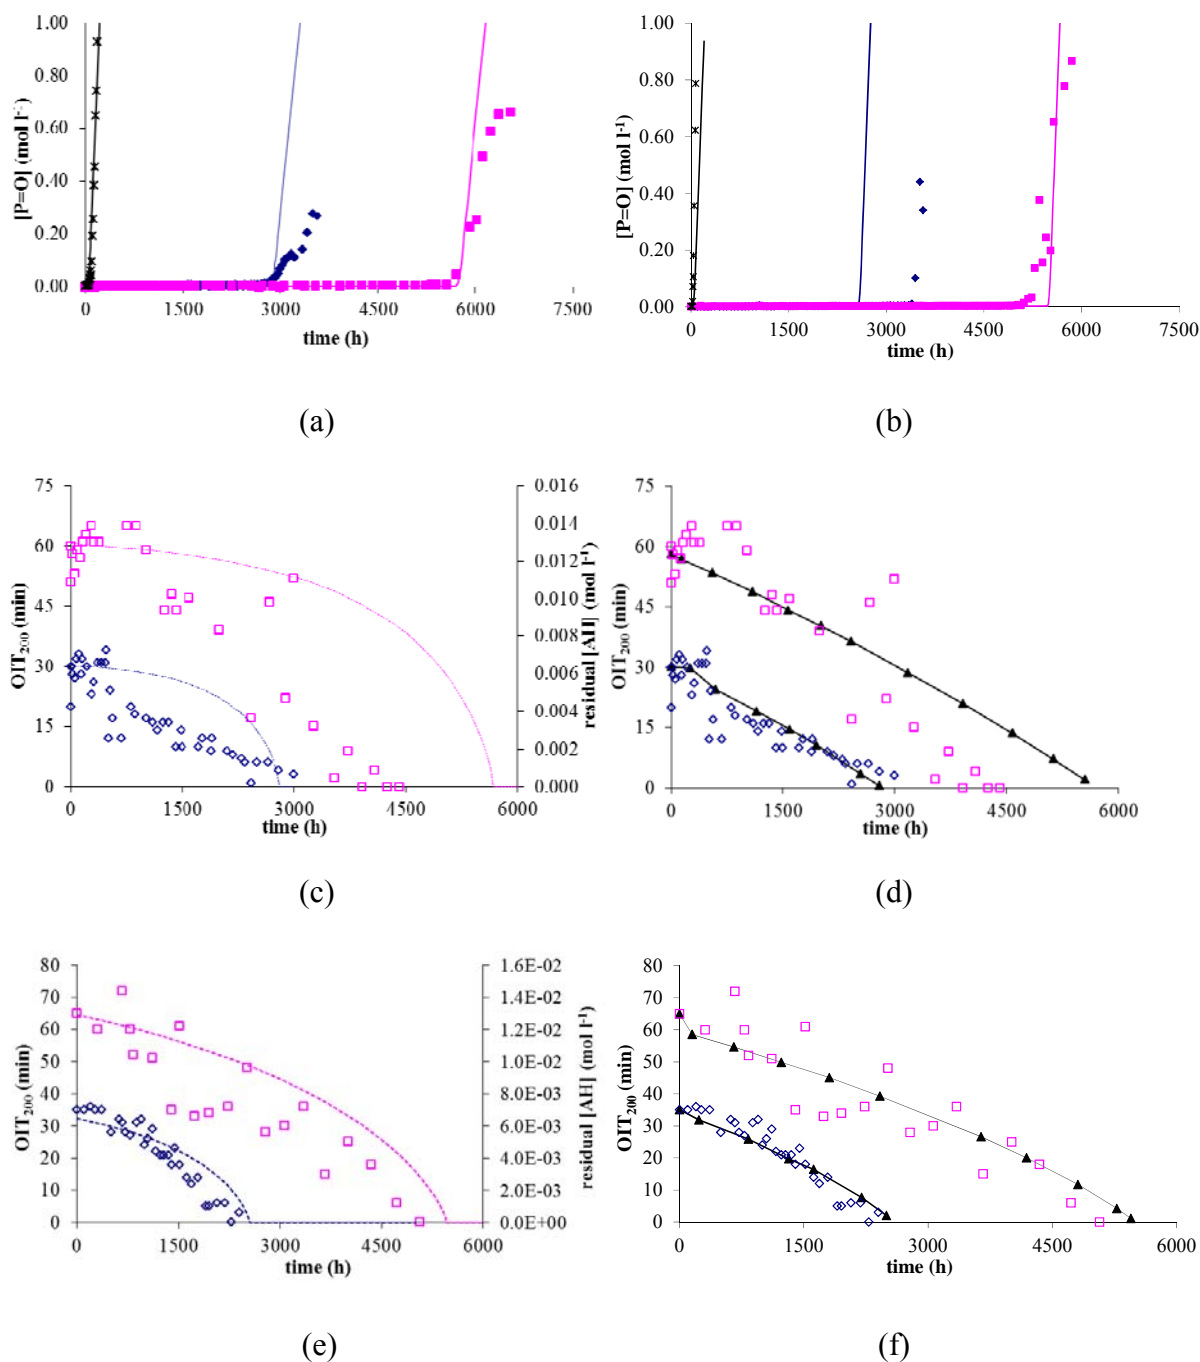 1.00
0.80
0.60
0.40
0.20
0.00
[P=O] (mol l⁻¹)
0 1500 3000 4500 6000 7500
time (h)
(a)
1.00
0.80
0.60
0.40
0.20
0.00
[P=O] (mol l⁻¹)
0 1500 3000 4500 6000 7500
time (h)
(b)
75
60
45
30
15
0
OIT₂₀₀ (min)
0.016
0.014
0.012
0.010
0.008
0.006
0.004
0.002
0.000
residual [AH] (mol l⁻¹)
0 1500 3000 4500 6000
time (h)
(c)
75
60
45
30
15
0
OIT₂₀₀ (min)
0 1500 3000 4500 6000
time (h)
(d)
80
70
60
50
40
30
20
10
0
OIT₂₀₀ (min)
1.6E-02
1.4E-02
1.2E-02
1.0E-02
8.0E-03
6.0E-03
4.0E-03
2.0E-03
0.0E+00
residual [AH] (mol l⁻¹)
0 1500 3000 4500 6000
time (h)
(e)
80
70
60
50
40
30
20
10
0
OIT₂₀₀ (min)
0 1500 3000 4500 6000
time (h)
(f)